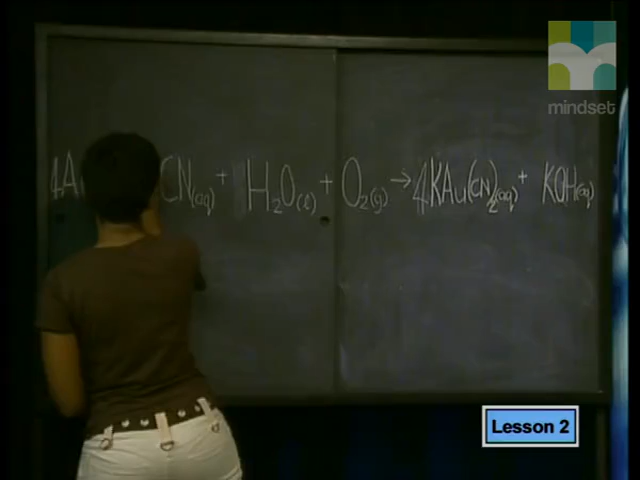 mindset
4A CN(aq) + H₂O(ℓ) + O₂(g) → 4KAu(CN)₂(aq) + KOH(aq)
Lesson 2